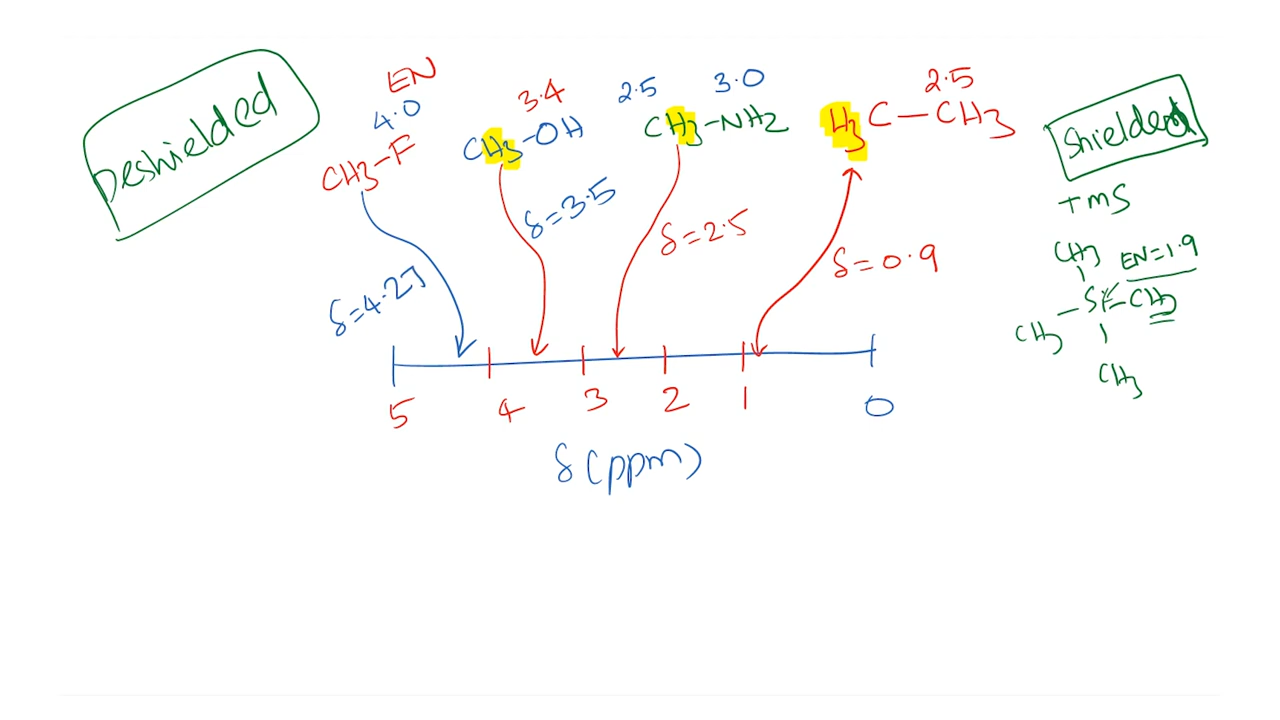 Deshielded
EN
4.0
CH3-F
3.4
CH3-OH
2.5 3.0
CH3-NH2
2.5
H3C-CH3
Shielded
TMS
CH3
EN=1.9
CH3-Si-CH3
CH3
δ=4.27
δ=3.5
δ=2.5
δ=0.9
5 4 3 2 1 0
δ(ppm)